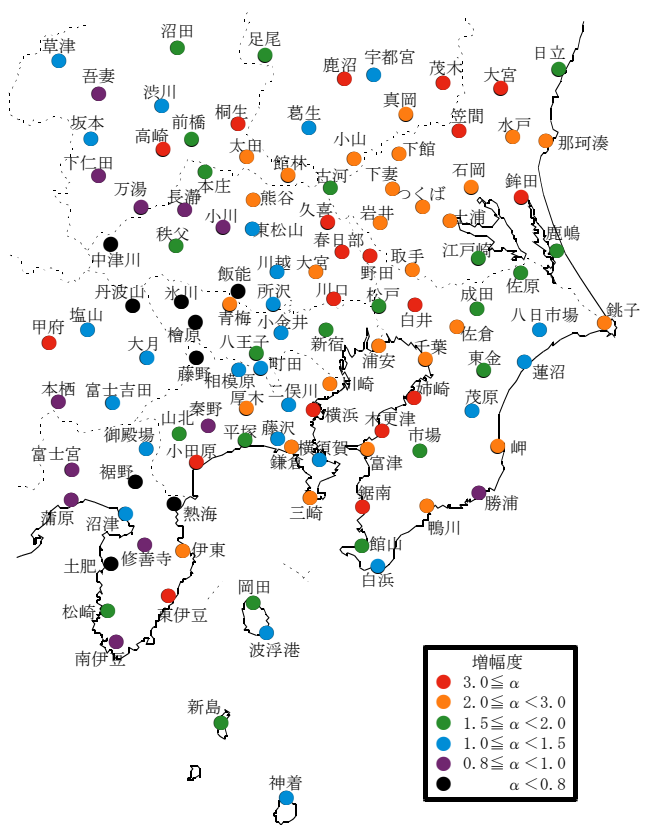 沼田
足尾
草津
鹿沼
宇都宮
茂木
大宮
日立
吾妻
渋川
桐生
葛生
真岡
笠間
水戸
那珂湊
坂本
高崎
前橋
太田
小山
下館
下仁田
館林
古河
下妻
石岡
鉾田
万湯
長瀞
本庄
熊谷
つくば
小川
東松山
久喜
岩井
土浦
鹿嶋
中津川
秩父
春日部
野田
取手
江戸崎
佐原
川越
大宮
丹波山
氷川
飯能
所沢
川口
松戸
白井
成田
八日市場
銚子
甲府
塩山
檜原
青梅
小金井
新宿
佐倉
大月
藤野
八王子
町田
浦安
千葉
東金
蓮沼
相模原
川崎
本栖
富士吉田
秦野
厚木
二俣川
横浜
姉崎
茂原
御殿場
山北
平塚
藤沢
横須賀
木更津
市場
岬
富士宮
小田原
鎌倉
富津
裾野
三崎
鋸南
鴨川
勝浦
蒲原
沼津
熱海
土肥
修善寺
伊東
館山
白浜
松崎
東伊豆
岡田
南伊豆
波浮港
新島
神着
増幅度
3.0≦α
2.0≦α<3.0
1.5≦α<2.0
1.0≦α<1.5
0.8≦α<1.0
α<0.8